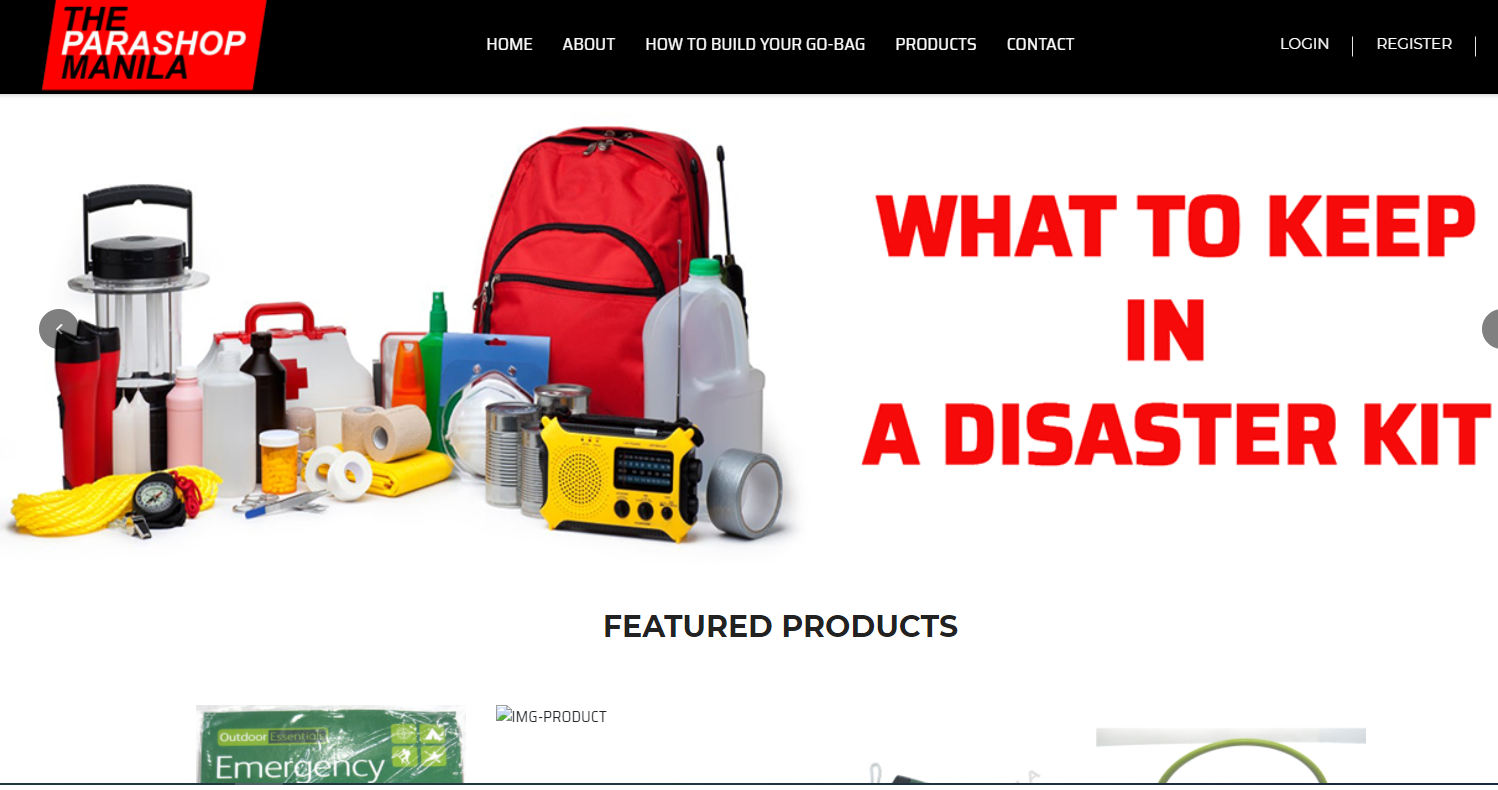 THE
PARASHOP
MANILA
HOME ABOUT HOW TO BUILD YOUR GO-BAG PRODUCTS CONTACT LOGIN REGISTER
WHAT TO KEEP
IN
A DISASTER KIT
FEATURED PRODUCTS
Outdoor Essentials
Emergency
IMG-PRODUCT